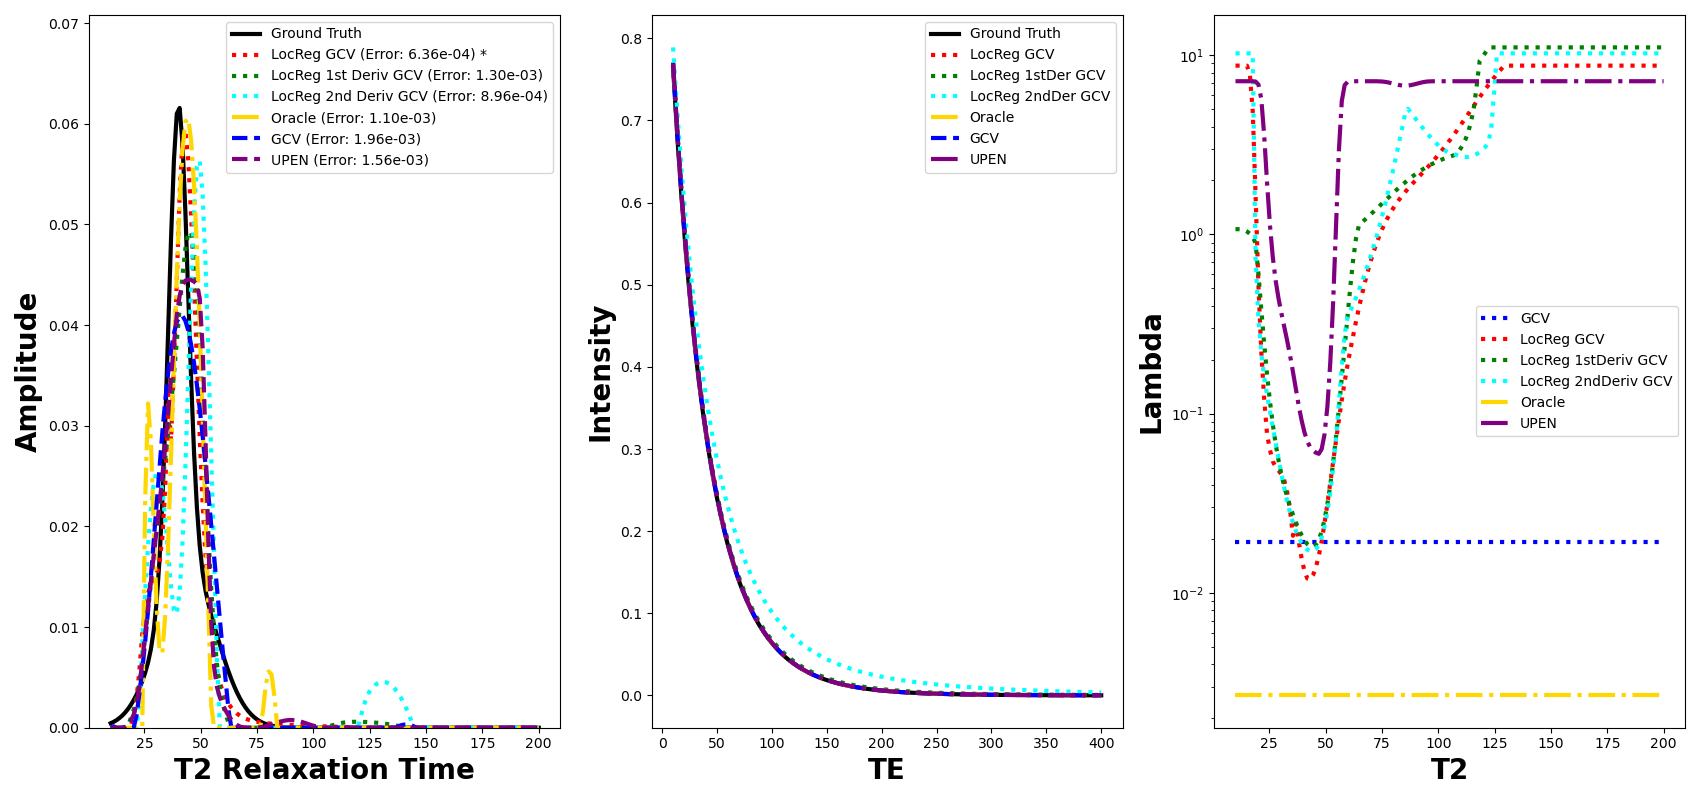 Amplitude
0.07
0.06
0.05
0.04
0.03
0.02
0.01
0.00
25
50
75
100
125
150
175
200
T2 Relaxation Time
Ground Truth
LocReg GCV (Error: 6.36e-04) *
LocReg 1st Deriv GCV (Error: 1.30e-03)
LocReg 2nd Deriv GCV (Error: 8.96e-04)
Oracle (Error: 1.10e-03)
GCV (Error: 1.96e-03)
UPEN (Error: 1.56e-03)
Intensity
0.8
0.7
0.6
0.5
0.4
0.3
0.2
0.1
0.0
0
50
100
150
200
250
300
350
400
TE
Ground Truth
LocReg GCV
LocReg 1stDer GCV
LocReg 2ndDer GCV
Oracle
GCV
UPEN
Lambda
10¹
10⁰
10⁻¹
10⁻²
25
50
75
100
125
150
175
200
T2
GCV
LocReg GCV
LocReg 1stDeriv GCV
LocReg 2ndDeriv GCV
Oracle
UPEN